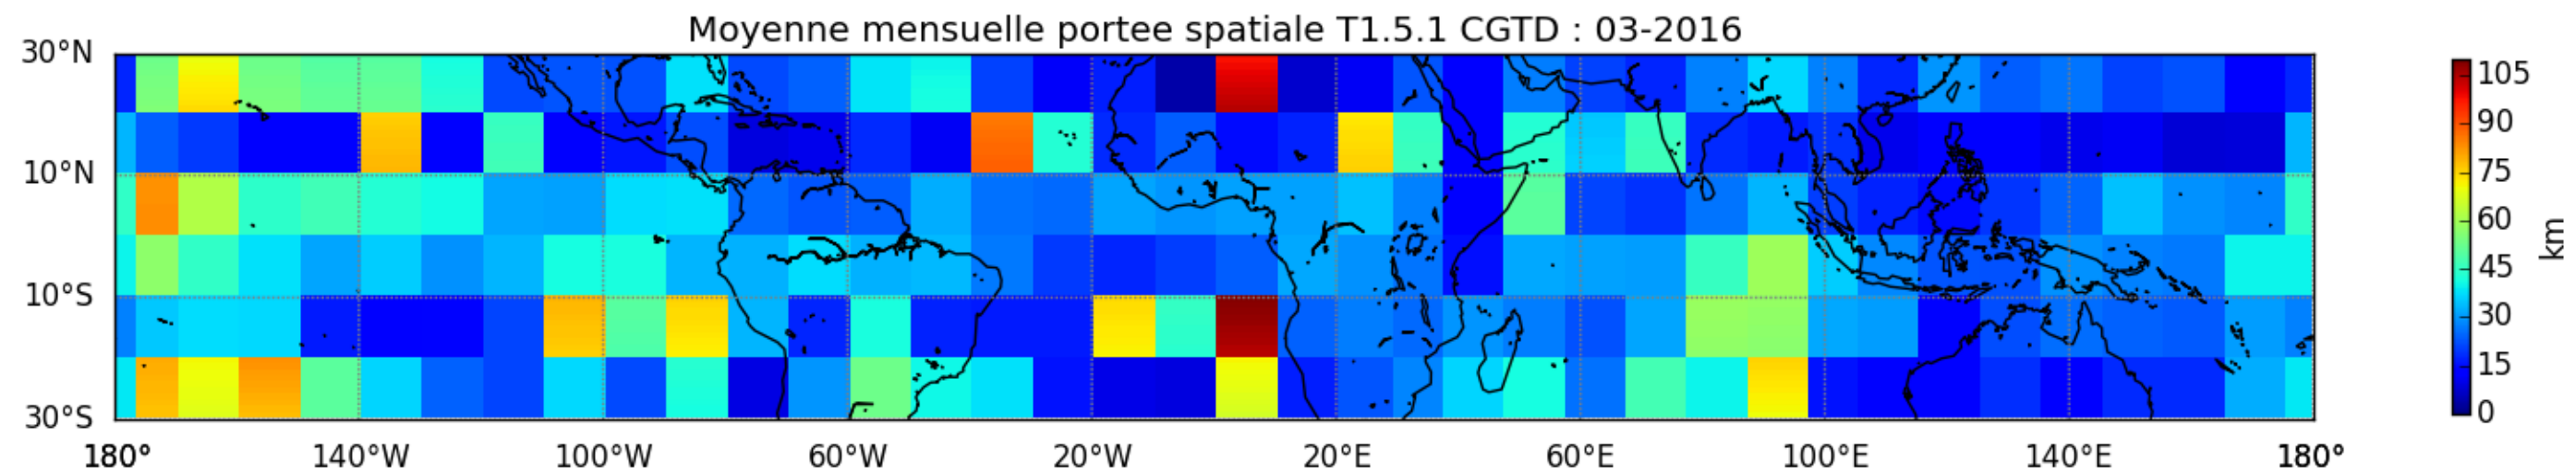 Moyenne mensuelle portee spatiale T1.5.1 CGTD : 03-2016
30°N
10°N
10°S
30°S
180° 140°W 100°W 60°W 20°W 20°E 60°E 100°E 140°E 180°
105
90
75
60
45
30
15
0
km